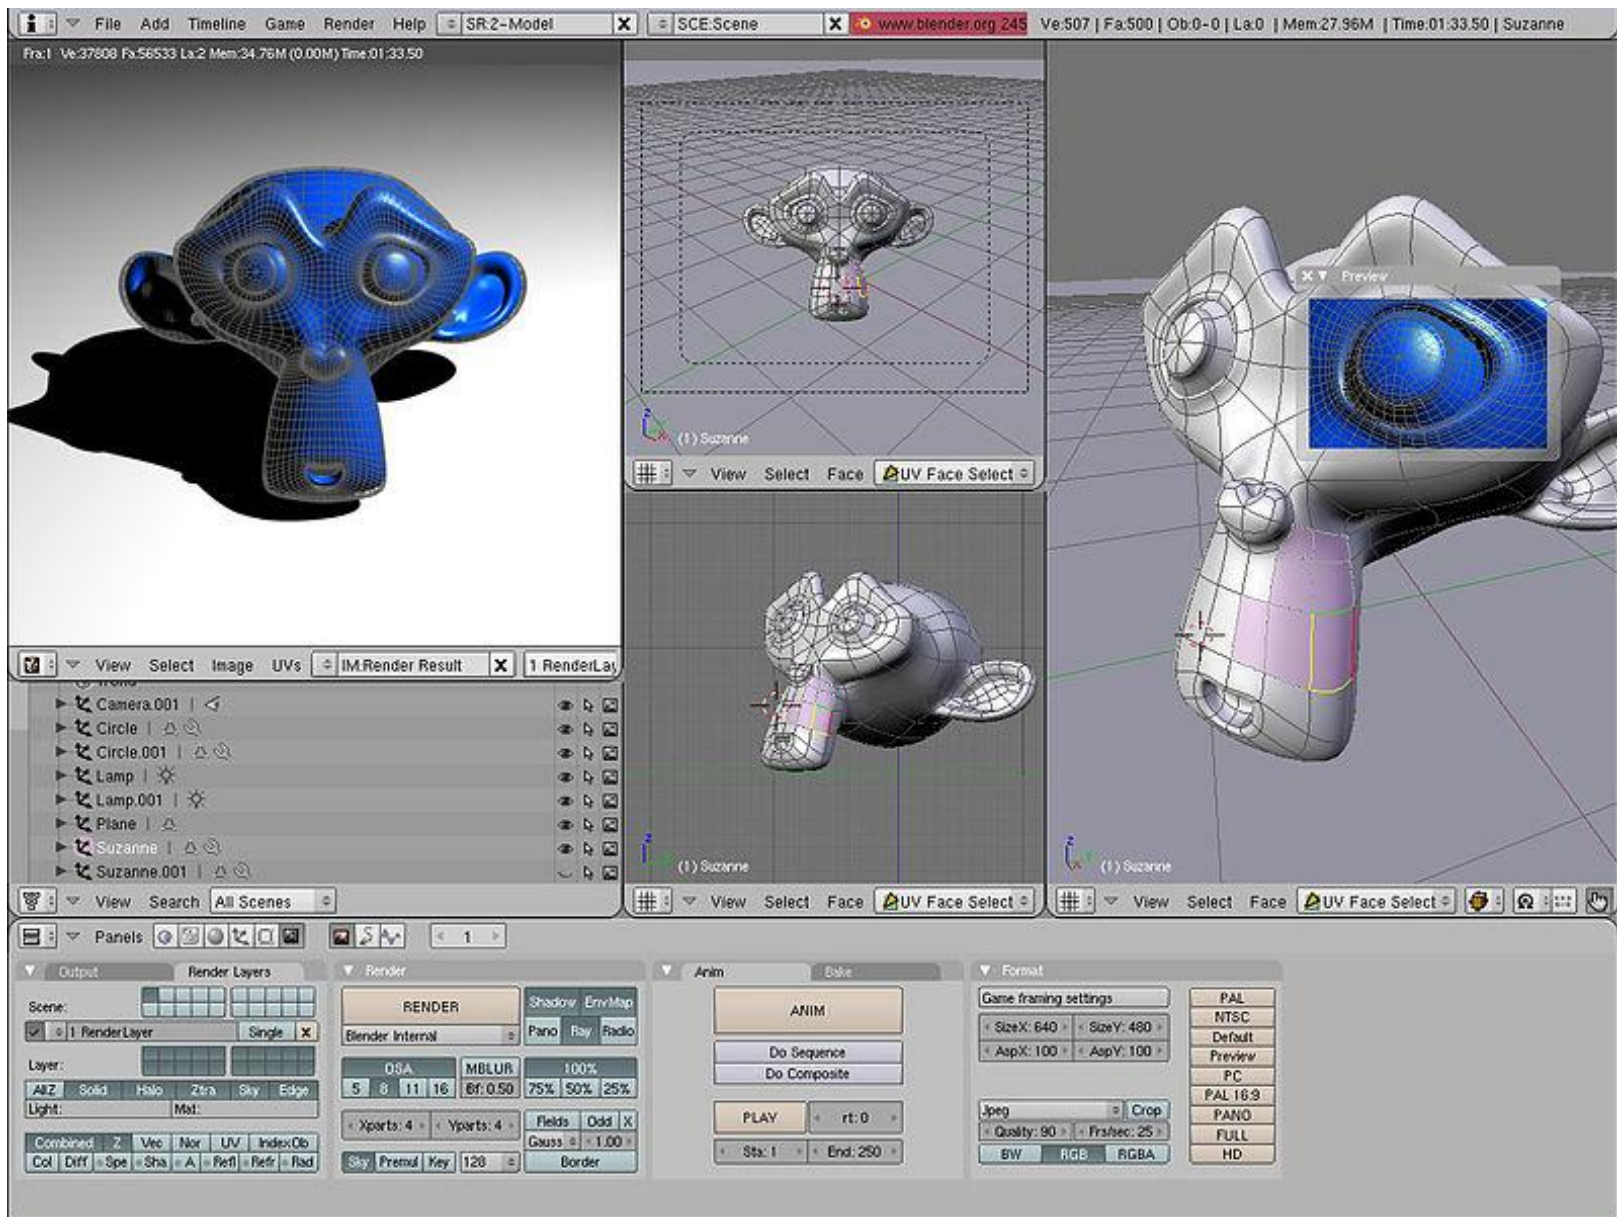 File Add Timeline Game Render Help SR:2-Model X SCE:Scene X www.blender.org 245 Ve:507 | Fa:500 | Ob:0-0 | La:0 | Mem:27.96M | Time:01:33.50 | Suzanne
Fra:1 Ve:37808 Fa:56533 La:2 Mem:34.76M (0.00M) Time:01:33.50
X Preview
Z
X
(1) Suzanne
View Select Face UV Face Select
View Select Image UVs IM:Render Result X 1 RenderLay
Camera.001
Circle
Circle.001
Lamp
Lamp.001
Plane
Suzanne
Suzanne.001
View Search All Scenes
Z
(1) Suzanne
View Select Face UV Face Select
Z
(1) Suzanne
View Select Face UV Face Select
Panels 1
Output Render Layers
Scene:
1 RenderLayer Single X
Layer:
AllZ Solid Halo Ztra Sky Edge
Light: Mat:
Combined Z Vec Nor UV IndexOb
Col Diff Spe Sha A Refl Refr Rad
Render
RENDER
Blender Internal
Shadow EnvMap
Pano Ray Radio
OSA MBLUR 100%
5 8 11 16 Bf: 0.50 75% 50% 25%
Xparts: 4 Yparts: 4 Fields Odd X
Gauss 1.00
Sky Premul Key 128 Border
Anim Bake
ANIM
Do Sequence
Do Composite
PLAY rt: 0
Sta: 1 End: 250
Format
Game framing settings
SizeX: 640 SizeY: 480
AspX: 100 AspY: 100
Jpeg Crop
Quality: 90 Frs/sec: 25
BW RGB RGBA
PAL
NTSC
Default
Preview
PC
PAL 16:9
PANO
FULL
HD